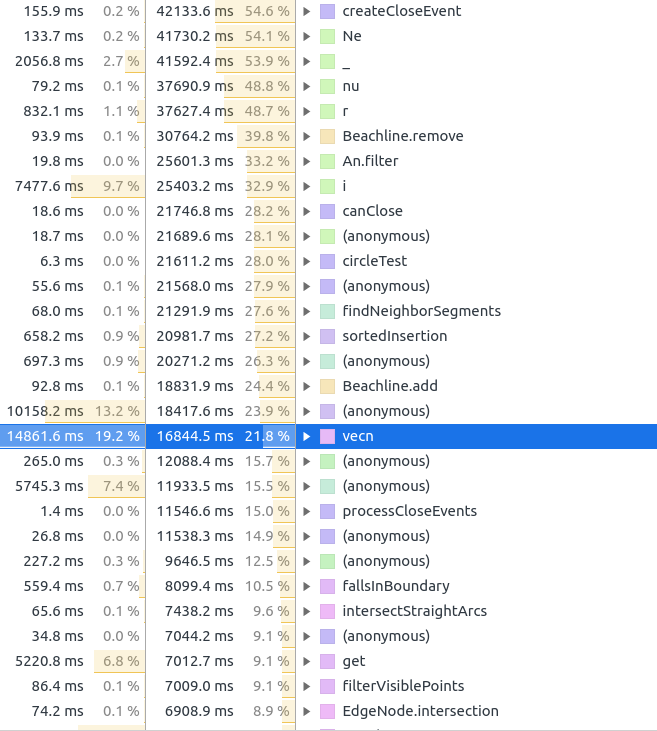 155.9 ms 0.2 % 42133.6 ms 54.6 % createCloseEvent
133.7 ms 0.2 % 41730.2 ms 54.1 % Ne
2056.8 ms 2.7 % 41592.4 ms 53.9 % _
79.2 ms 0.1 % 37690.9 ms 48.8 % nu
832.1 ms 1.1 % 37627.4 ms 48.7 % r
93.9 ms 0.1 % 30764.2 ms 39.8 % Beachline.remove
19.8 ms 0.0 % 25601.3 ms 33.2 % An.filter
7477.6 ms 9.7 % 25403.2 ms 32.9 % i
18.6 ms 0.0 % 21746.8 ms 28.2 % canClose
18.7 ms 0.0 % 21689.6 ms 28.1 % (anonymous)
6.3 ms 0.0 % 21611.2 ms 28.0 % circleTest
55.6 ms 0.1 % 21568.0 ms 27.9 % (anonymous)
68.0 ms 0.1 % 21291.9 ms 27.6 % findNeighborSegments
658.2 ms 0.9 % 20981.7 ms 27.2 % sortedInsertion
697.3 ms 0.9 % 20271.2 ms 26.3 % (anonymous)
92.8 ms 0.1 % 18831.9 ms 24.4 % Beachline.add
10158.2 ms 13.2 % 18417.6 ms 23.9 % (anonymous)
14861.6 ms 19.2 % 16844.5 ms 21.8 % vecn
265.0 ms 0.3 % 12088.4 ms 15.7 % (anonymous)
5745.3 ms 7.4 % 11933.5 ms 15.5 % (anonymous)
1.4 ms 0.0 % 11546.6 ms 15.0 % processCloseEvents
26.8 ms 0.0 % 11538.3 ms 14.9 % (anonymous)
227.2 ms 0.3 % 9646.5 ms 12.5 % (anonymous)
559.4 ms 0.7 % 8099.4 ms 10.5 % fallsInBoundary
65.6 ms 0.1 % 7438.2 ms 9.6 % intersectStraightArcs
34.8 ms 0.0 % 7044.2 ms 9.1 % (anonymous)
5220.8 ms 6.8 % 7012.7 ms 9.1 % get
86.4 ms 0.1 % 7009.0 ms 9.1 % filterVisiblePoints
74.2 ms 0.1 % 6908.9 ms 8.9 % EdgeNode.intersection